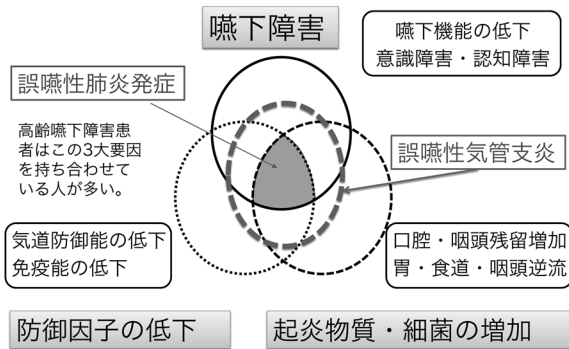 嚥下障害
嚥下機能の低下
意識障害・認知障害
誤嚥性肺炎発症
高齢嚥下障害患
者はこの3大要因
を持ち合わせて
いる人が多い。
誤嚥性気管支炎
気道防御能の低下
免疫能の低下
口腔・咽頭残留増加
胃・食道・咽頭逆流
防御因子の低下
起炎物質・細菌の増加